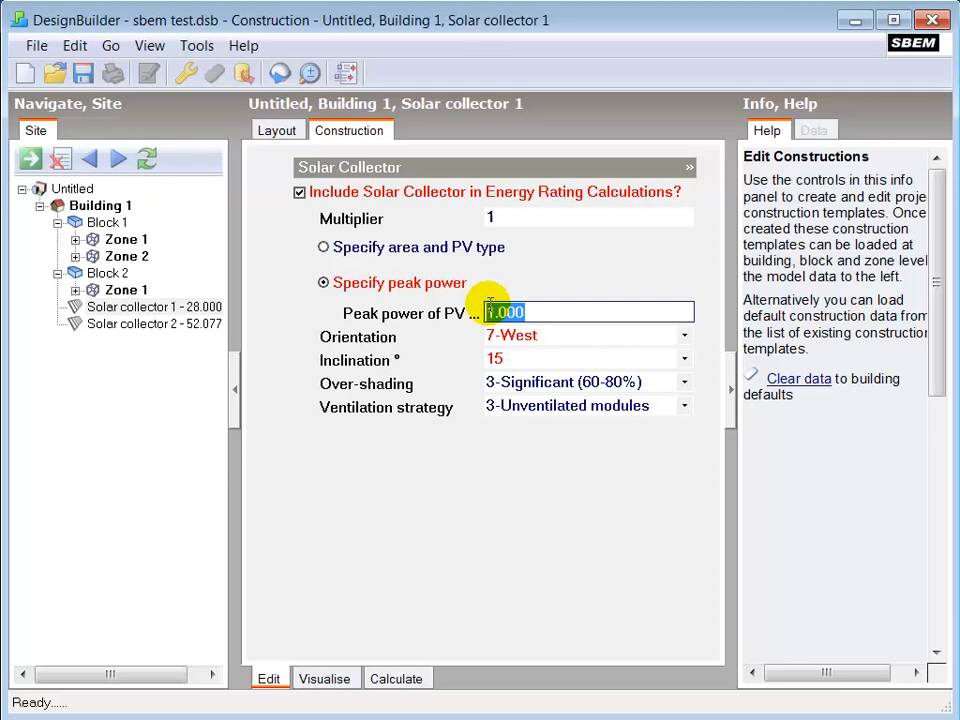 DesignBuilder - sbem test.dsb - Construction - Untitled, Building 1, Solar collector 1
File Edit Go View Tools Help
SBEM
Navigate, Site
Site
Untitled
Building 1
Block 1
Zone 1
Zone 2
Block 2
Zone 1
Solar collector 1 - 28.000
Solar collector 2 - 52.077
Untitled, Building 1, Solar collector 1
Layout Construction
Solar Collector »
Include Solar Collector in Energy Rating Calculations?
Multiplier 1
Specify area and PV type
Specify peak power
Peak power of PV ... 1.000
Orientation 7-West
Inclination ° 15
Over-shading 3-Significant (60-80%)
Ventilation strategy 3-Unventilated modules
Edit Visualise Calculate
Info, Help
Help Data
Edit Constructions
Use the controls in this info
panel to create and edit proje
construction templates. Once
created these construction
templates can be loaded at
building, block and zone level
the model data to the left.
Alternatively you can load
default construction data from
the list of existing constructior
templates.
Clear data to building
defaults
Ready......